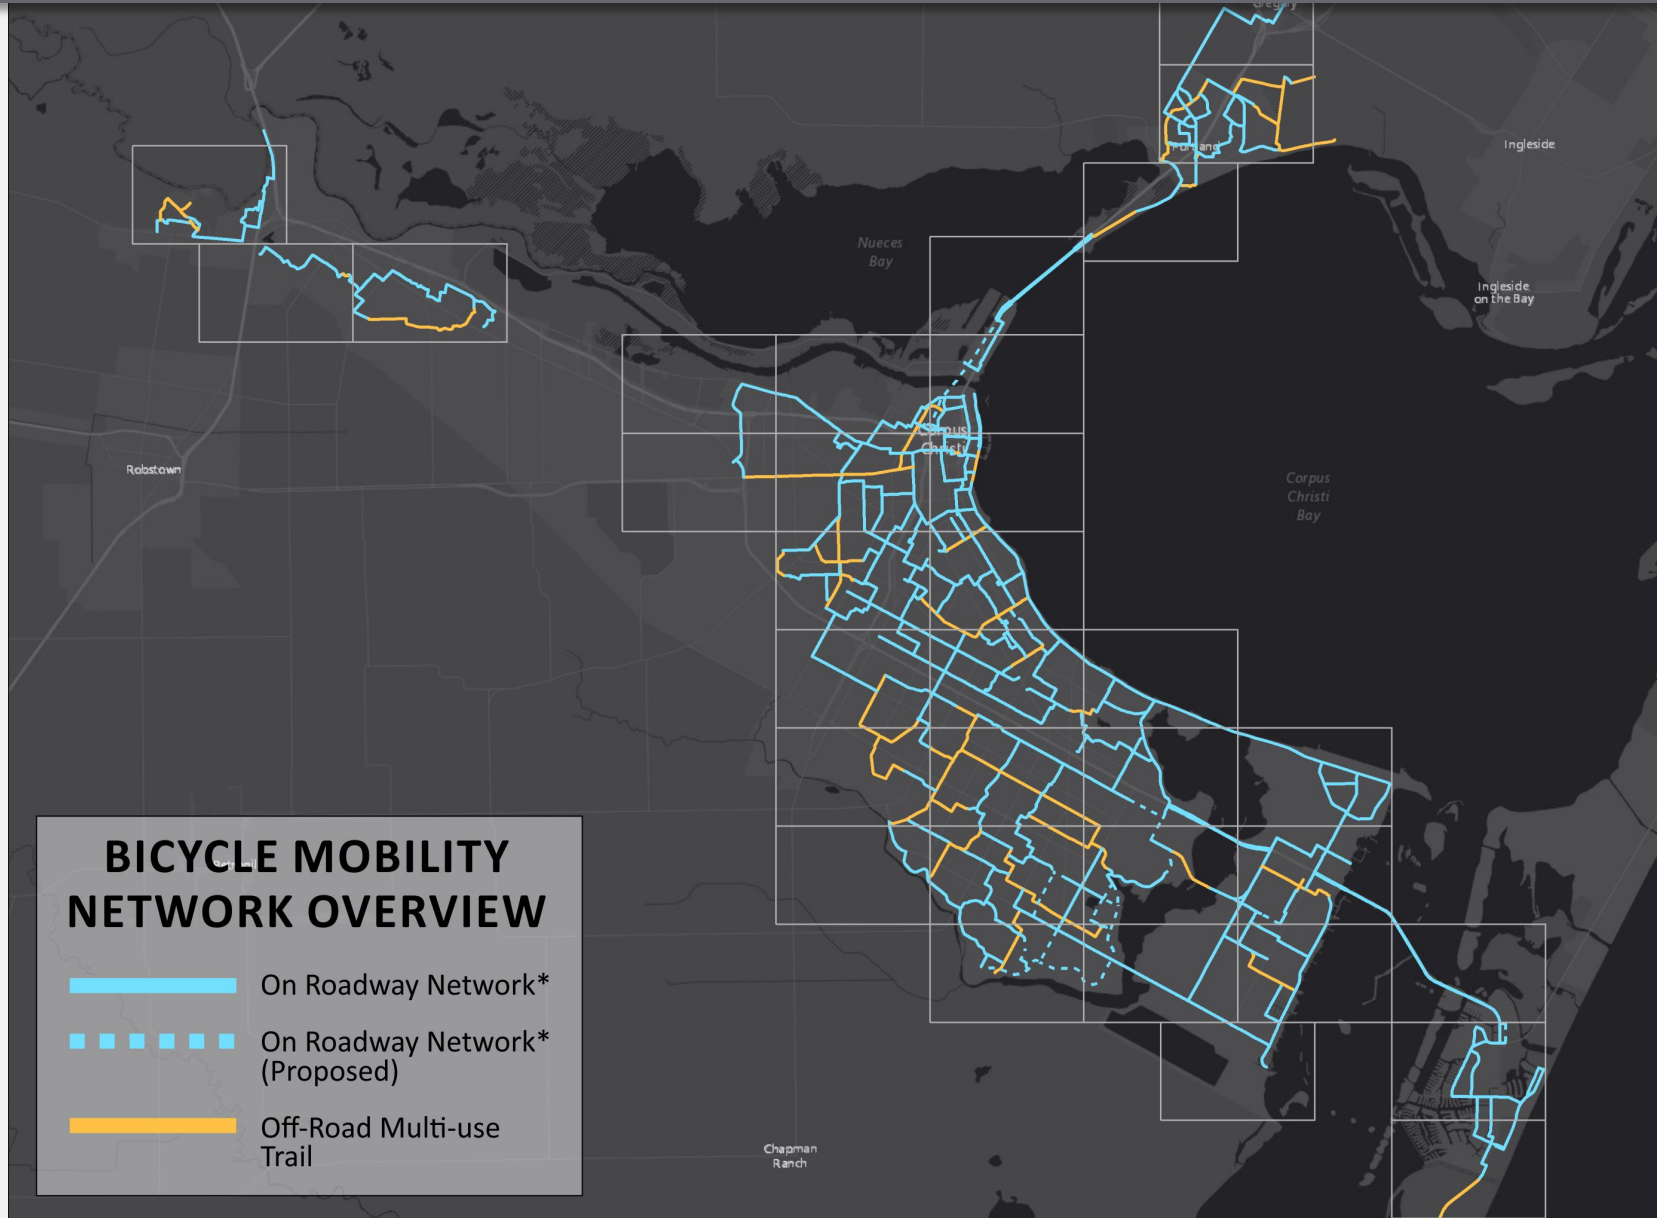 Gregory
Portland
Ingleside
Ingleside
on the Bay
Nueces
Bay
Corpus
Christi
Robstown
Corpus
Christi
Bay
BICYCLE MOBILITY
NETWORK OVERVIEW
On Roadway Network*
On Roadway Network*
(Proposed)
Off-Road Multi-use
Trail
Chapman
Ranch